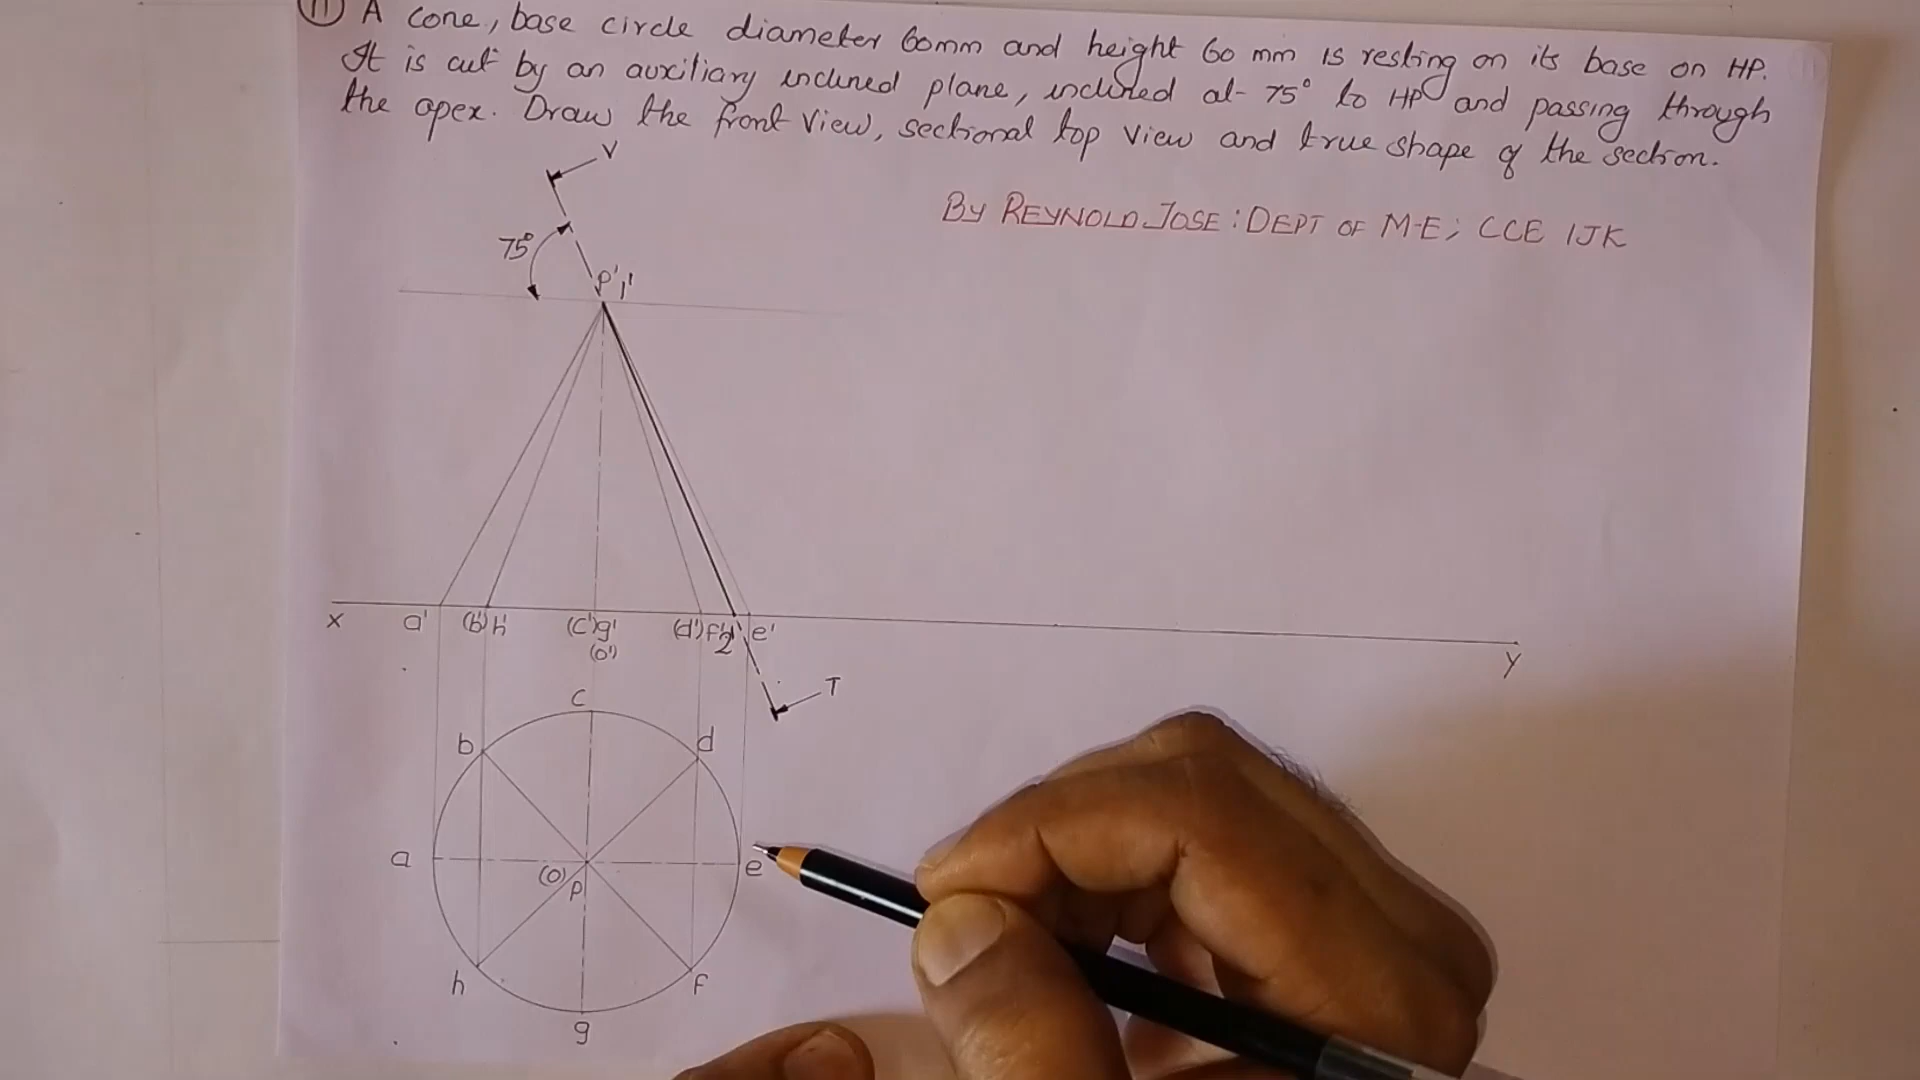 11 A cone, base circle diameter 60mm and height 60 mm is resting on its base on HP.
It is cut by an auxiliary inclined plane, inclined at 75° to HP and passing through
the apex. Draw the front view, sectional top view and true shape of the section.
By REYNOLD JOSE : DEPT OF M-E; CCE IJK
V
75°
p' 1'
x a' (b') h' (c') g' (d') f' 2' e' y
(o')
T
c
b d
a (o) p e
h f
g